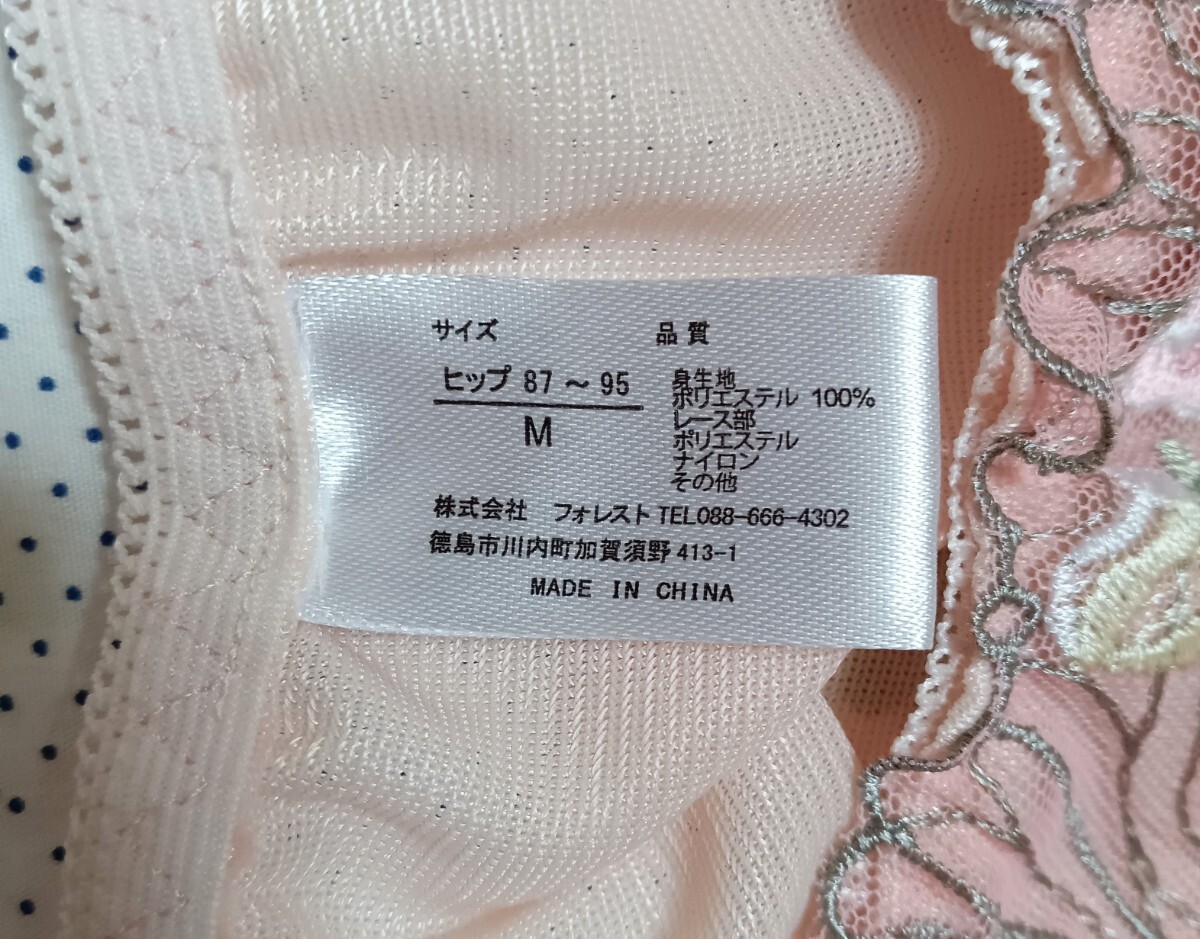 サイズ
ヒップ 87 ～ 95
M
品質
身生地
ポリエステル 100%
レース部
ポリエステル
ナイロン
その他
株式会社 フォレスト TEL088-666-4302
徳島市川内町加賀須野 413-1
MADE IN CHINA